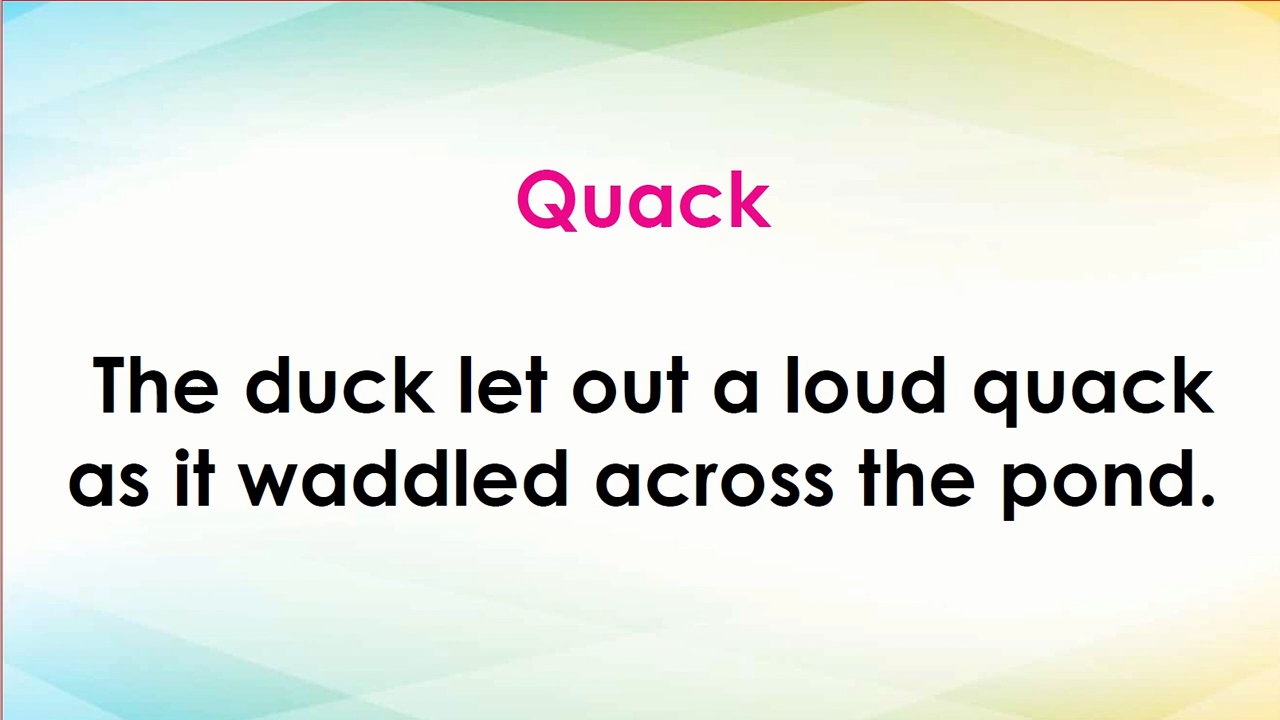 Quack
The duck let out a loud quack
as it waddled across the pond.